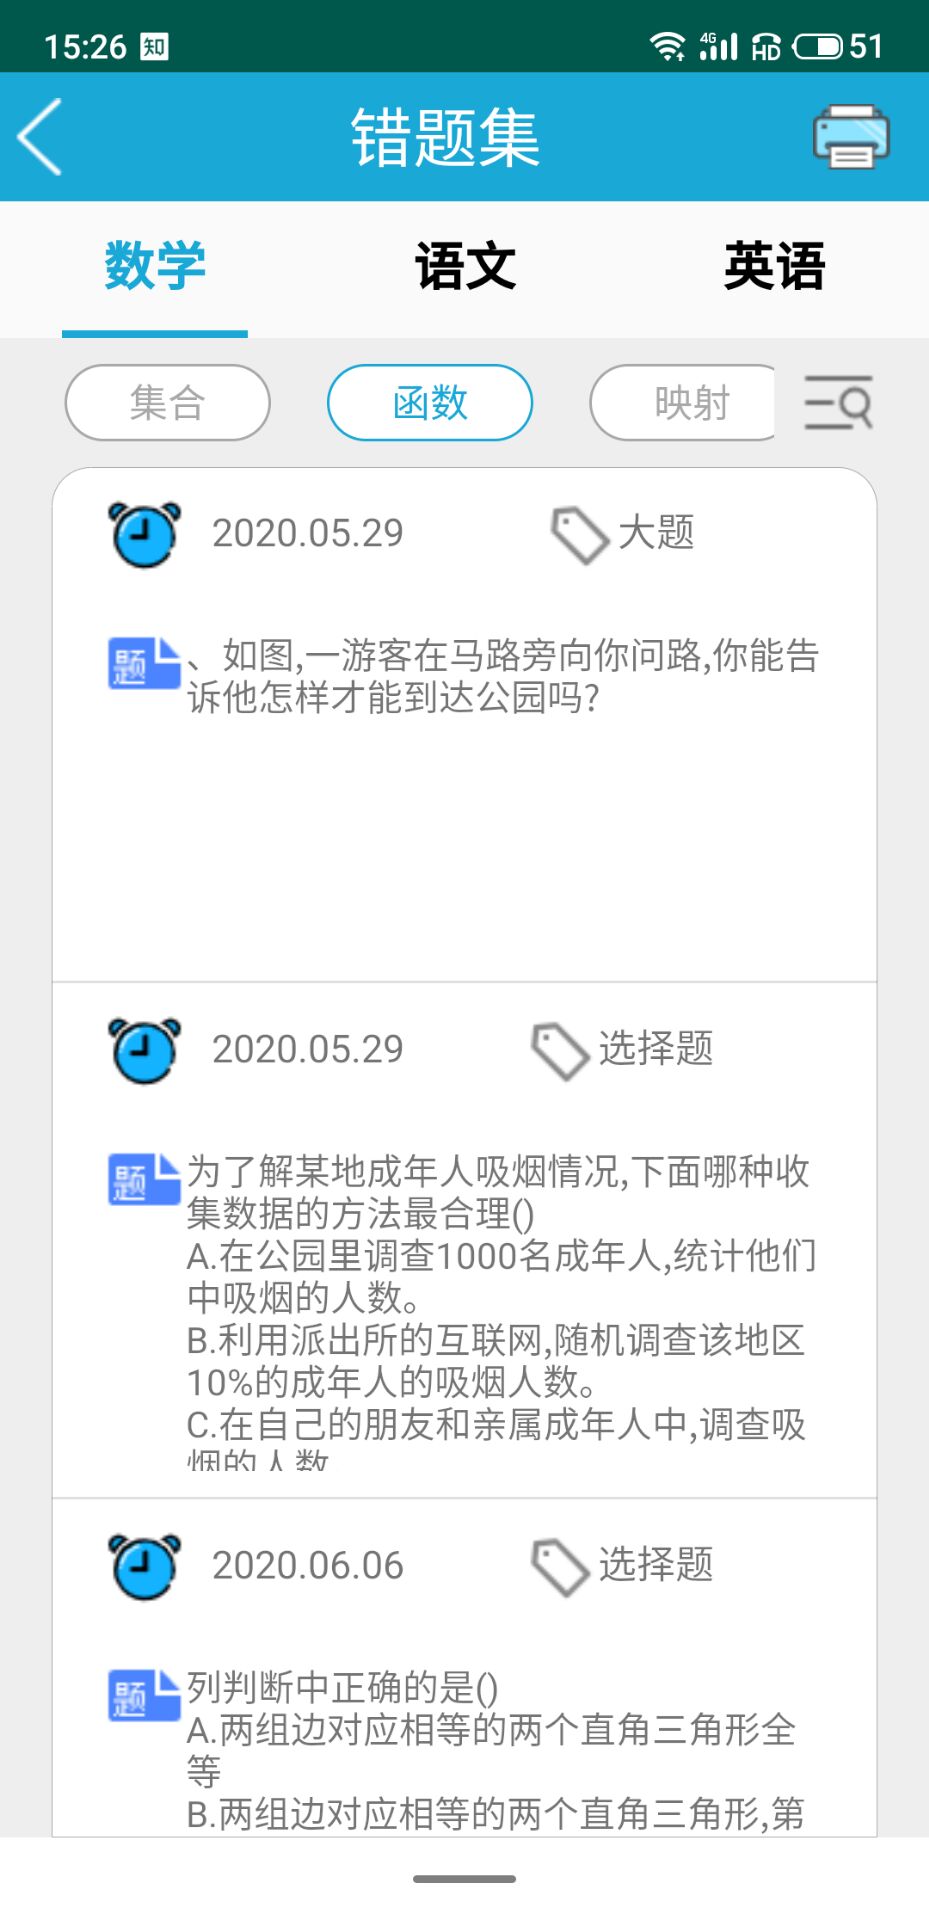 15:26 知 4G HD 51
错题集
数学 语文 英语
集合 函数 映射
2020.05.29 大题
题 、如图,一游客在马路旁向你问路,你能告
诉他怎样才能到达公园吗?
2020.05.29 选择题
题 为了解某地成年人吸烟情况,下面哪种收
集数据的方法最合理()
A.在公园里调查1000名成年人,统计他们
中吸烟的人数。
B.利用派出所的互联网,随机调查该地区
10%的成年人的吸烟人数。
C.在自己的朋友和亲属成年人中,调查吸
烟的人数
2020.06.06 选择题
题 列判断中正确的是()
A.两组边对应相等的两个直角三角形全
等
B.两组边对应相等的两个直角三角形,第